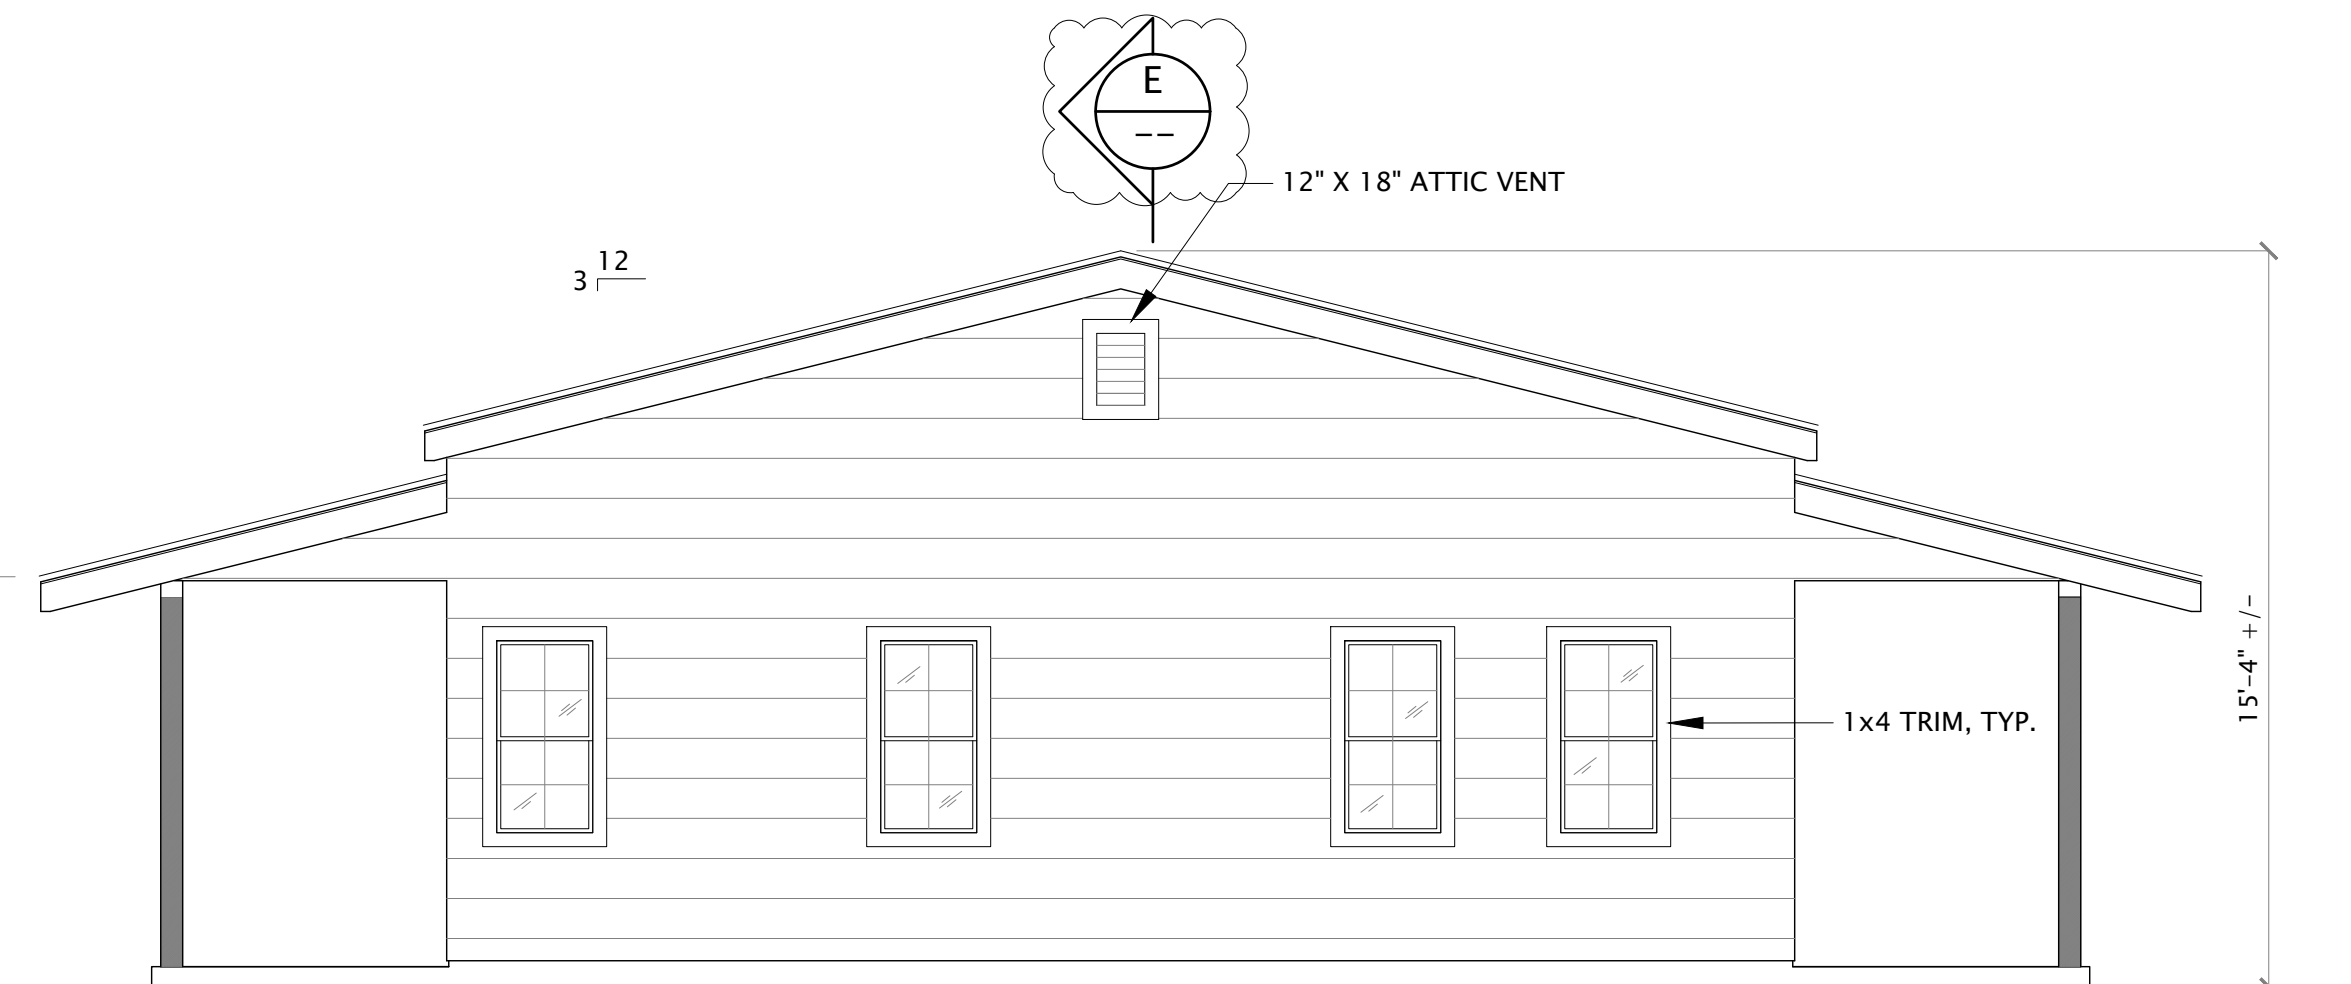 E
--
12" X 18" ATTIC VENT
12
3
15'-4" +/-
1x4 TRIM, TYP.